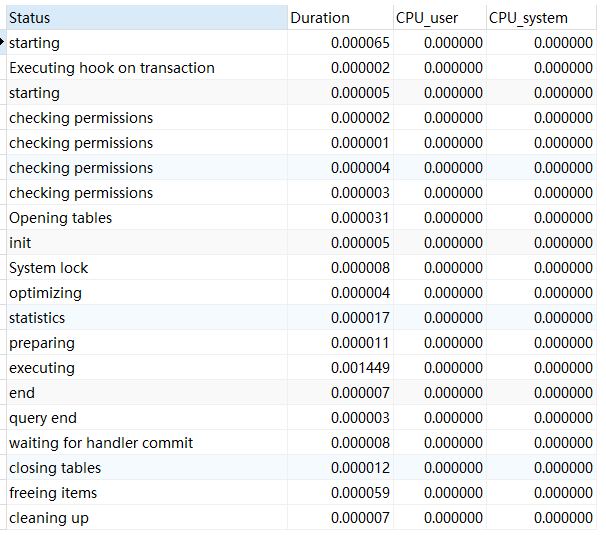 Status Duration CPU_user CPU_system
starting 0.000065 0.000000 0.000000
Executing hook on transaction 0.000002 0.000000 0.000000
starting 0.000005 0.000000 0.000000
checking permissions 0.000002 0.000000 0.000000
checking permissions 0.000001 0.000000 0.000000
checking permissions 0.000004 0.000000 0.000000
checking permissions 0.000003 0.000000 0.000000
Opening tables 0.000031 0.000000 0.000000
init 0.000005 0.000000 0.000000
System lock 0.000008 0.000000 0.000000
optimizing 0.000004 0.000000 0.000000
statistics 0.000017 0.000000 0.000000
preparing 0.000011 0.000000 0.000000
executing 0.001449 0.000000 0.000000
end 0.000007 0.000000 0.000000
query end 0.000003 0.000000 0.000000
waiting for handler commit 0.000008 0.000000 0.000000
closing tables 0.000012 0.000000 0.000000
freeing items 0.000059 0.000000 0.000000
cleaning up 0.000007 0.000000 0.000000